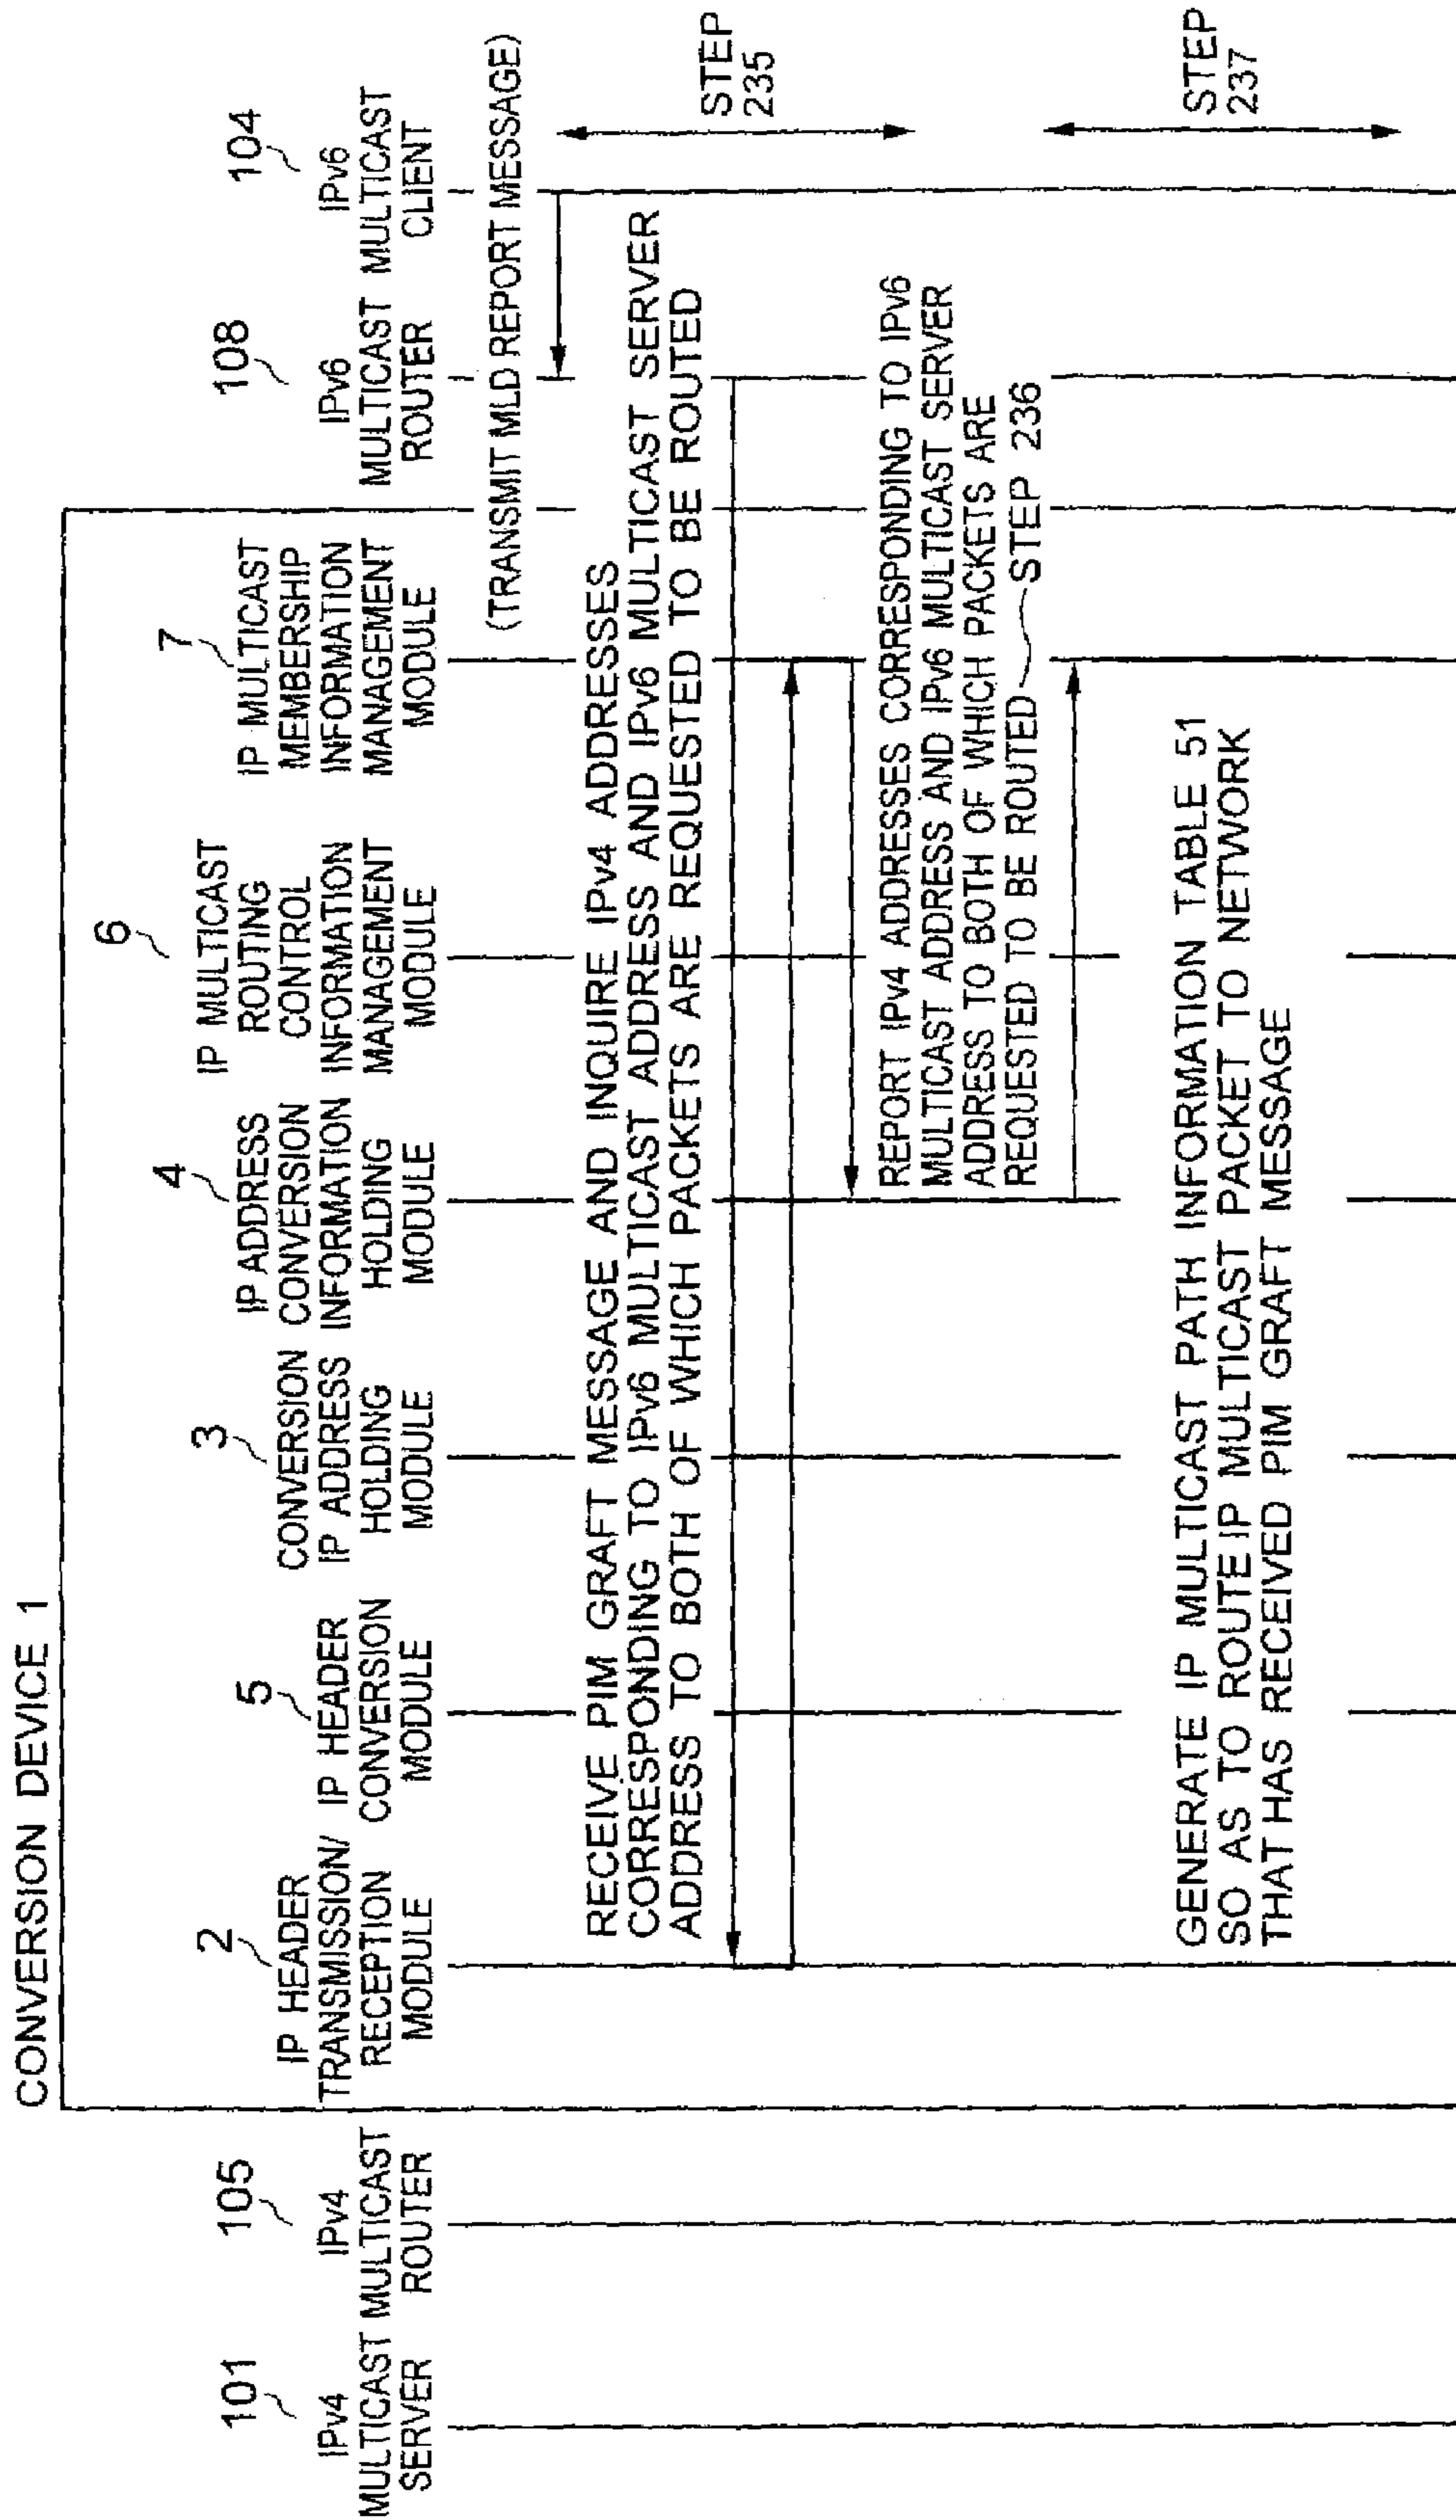 CONVERSION DEVICE 1
101
IPv4
MULTICAST
SERVER
105
IPv4
MULTICAST
ROUTER
2
IP HEADER
TRANSMISSION/
RECEPTION
MODULE
5
IP HEADER
CONVERSION
MODULE
3
CONVERSION
IP ADDRESS
HOLDING
MODULE
4
IP ADDRESS
CONVERSION
INFORMATION
HOLDING
MODULE
6
IP MULTICAST
ROUTING
CONTROL
INFORMATION
MANAGEMENT
MODULE
7
IP MULTICAST
MEMBERSHIP
INFORMATION
MANAGEMENT
MODULE
108
IPv6
MULTICAST
ROUTER
104
IPv6
MULTICAST
CLIENT
(TRANSMIT MLD REPORT MESSAGE)
RECEIVE PIM GRAFT MESSAGE AND INQUIRE IPv4 ADDRESSES
CORRESPONDING TO IPv6 MULTICAST ADDRESS AND IPv6 MULTICAST SERVER
ADDRESS TO BOTH OF WHICH PACKETS ARE REQUESTED TO BE ROUTED
STEP
235
REPORT IPv4 ADDRESSES CORRESPONDING TO IPv6
MULTICAST ADDRESS AND IPv6 MULTICAST SERVER
ADDRESS TO BOTH OF WHICH PACKETS ARE
REQUESTED TO BE ROUTED STEP 236
GENERATE IP MULTICAST PATH INFORMATION TABLE 51
SO AS TO ROUTE IP MULTICAST PACKET TO NETWORK
THAT HAS RECEIVED PIM GRAFT MESSAGE
STEP
237